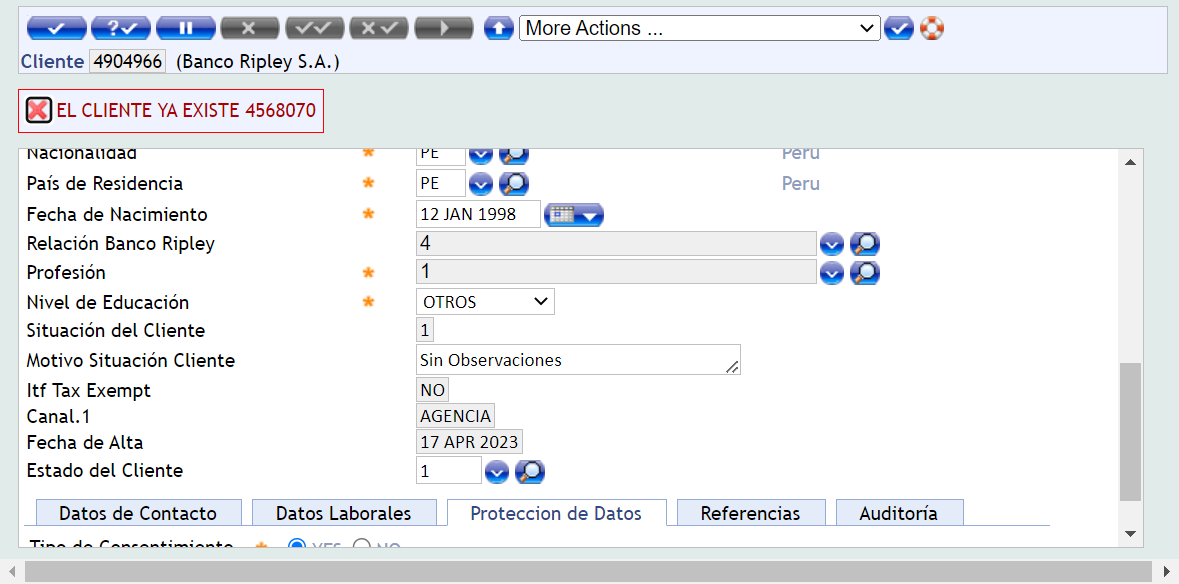 More Actions ...
Cliente 4904966 (Banco Ripley S.A.)
EL CLIENTE YA EXISTE 4568070
Nacionalidad * PE Peru
País de Residencia * PE Peru
Fecha de Nacimiento * 12 JAN 1998
Relación Banco Ripley 4
Profesión * 1
Nivel de Educación * OTROS
Situación del Cliente 1
Motivo Situación Cliente Sin Observaciones
Itf Tax Exempt NO
Canal.1 AGENCIA
Fecha de Alta 17 APR 2023
Estado del Cliente 1
Datos de Contacto Datos Laborales Proteccion de Datos Referencias Auditoría
Tipo de Consentimiento * YES NO